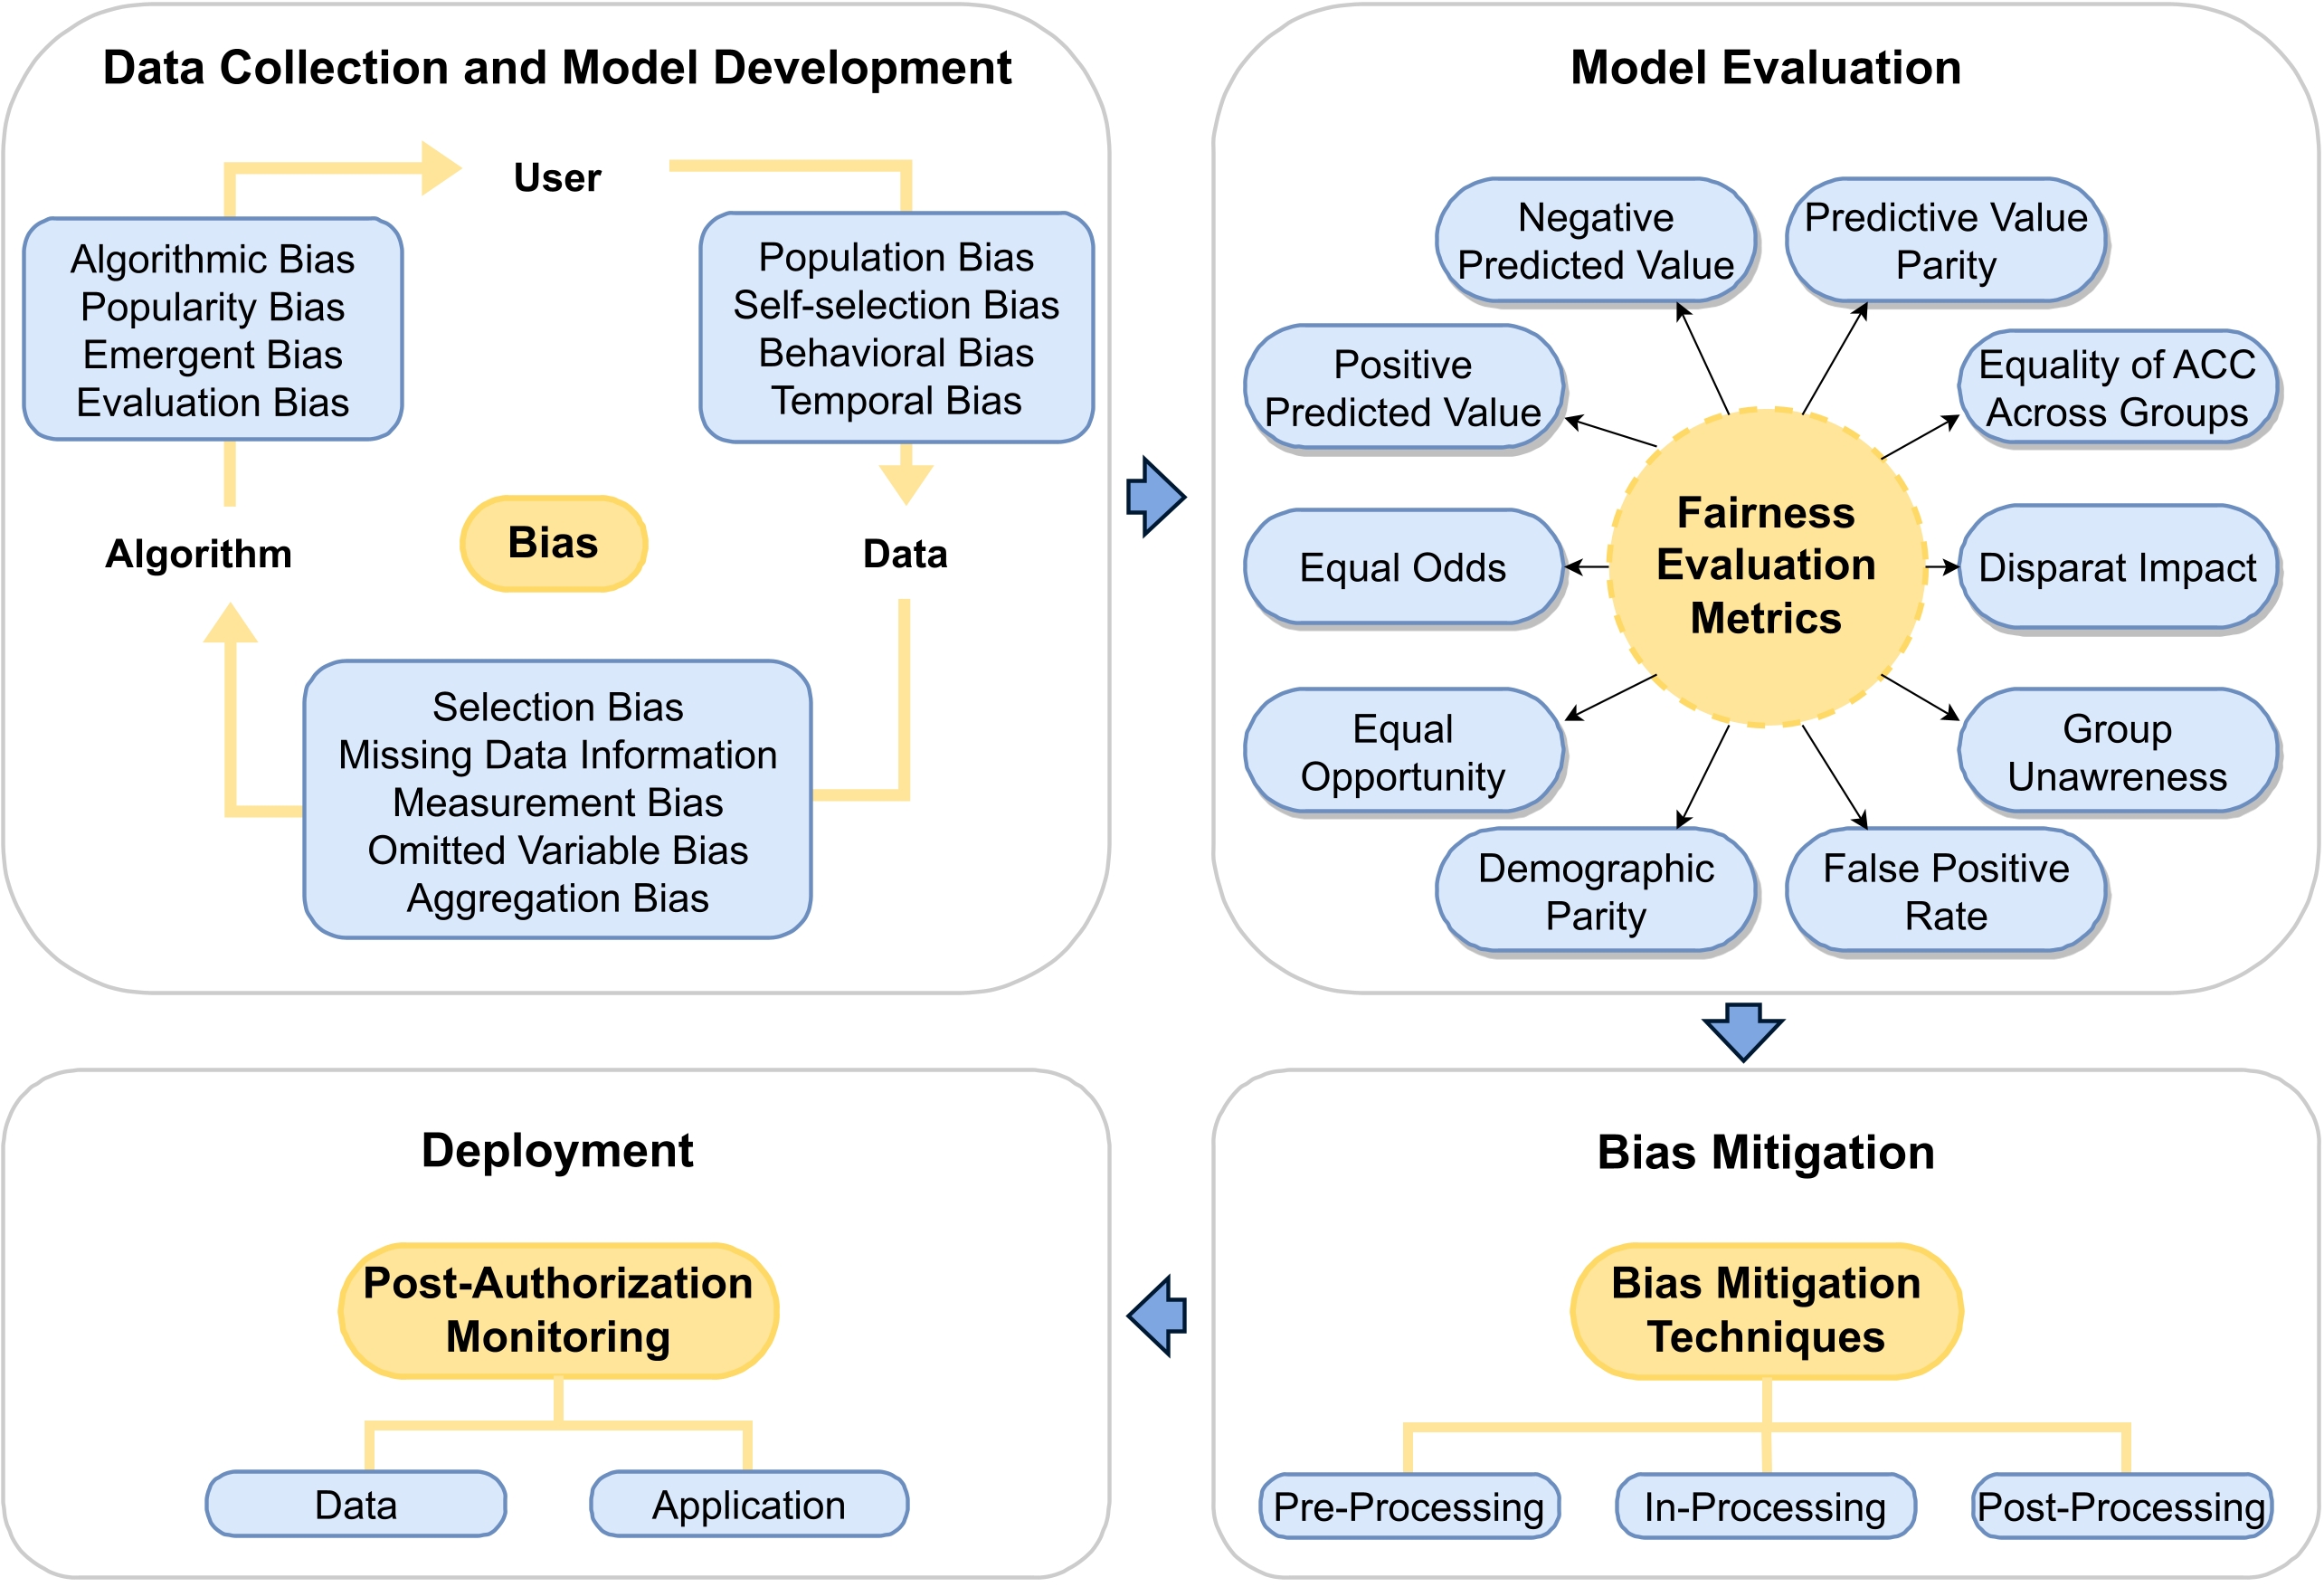 Data Collection and Model Development
User
Algorithmic Bias
Popularity Bias
Emergent Bias
Evaluation Bias
Population Bias
Self-selection Bias
Behavioral Bias
Temporal Bias
Algorithm
Bias
Data
Selection Bias
Missing Data Information
Measurement Bias
Omitted Variable Bias
Aggregation Bias
Model Evaluation
Negative
Predicted Value
Predictive Value
Parity
Positive
Predicted Value
Equality of ACC
Across Groups
Fairness
Evaluation
Metrics
Equal Odds
Disparat Impact
Equal
Opportunity
Group
Unawreness
Demographic
Parity
False Positive
Rate
Deployment
Post-Authorization
Monitoring
Data
Application
Bias Mitigation
Bias Mitigation
Techniques
Pre-Processing
In-Processing
Post-Processing